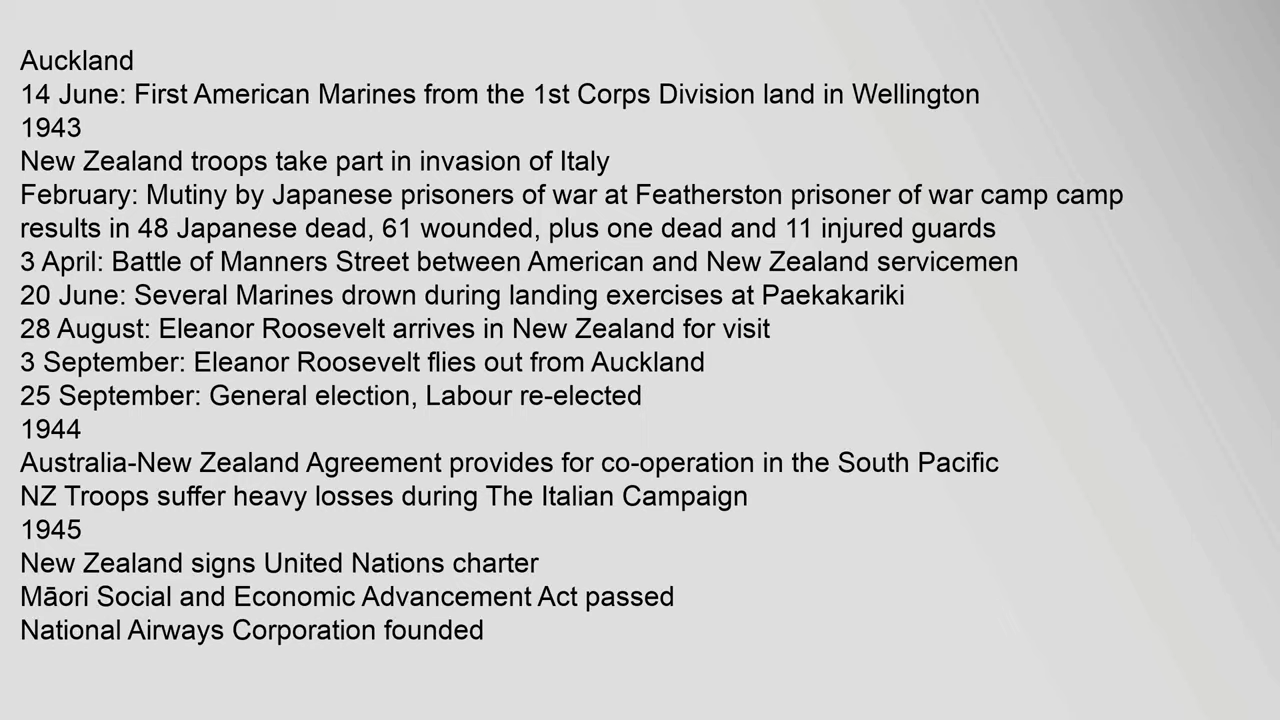 Auckland
14 June: First American Marines from the 1st Corps Division land in Wellington
1943
New Zealand troops take part in invasion of Italy
February: Mutiny by Japanese prisoners of war at Featherston prisoner of war camp camp
results in 48 Japanese dead, 61 wounded, plus one dead and 11 injured guards
3 April: Battle of Manners Street between American and New Zealand servicemen
20 June: Several Marines drown during landing exercises at Paekakariki
28 August: Eleanor Roosevelt arrives in New Zealand for visit
3 September: Eleanor Roosevelt flies out from Auckland
25 September: General election, Labour re-elected
1944
Australia-New Zealand Agreement provides for co-operation in the South Pacific
NZ Troops suffer heavy losses during The Italian Campaign
1945
New Zealand signs United Nations charter
Māori Social and Economic Advancement Act passed
National Airways Corporation founded